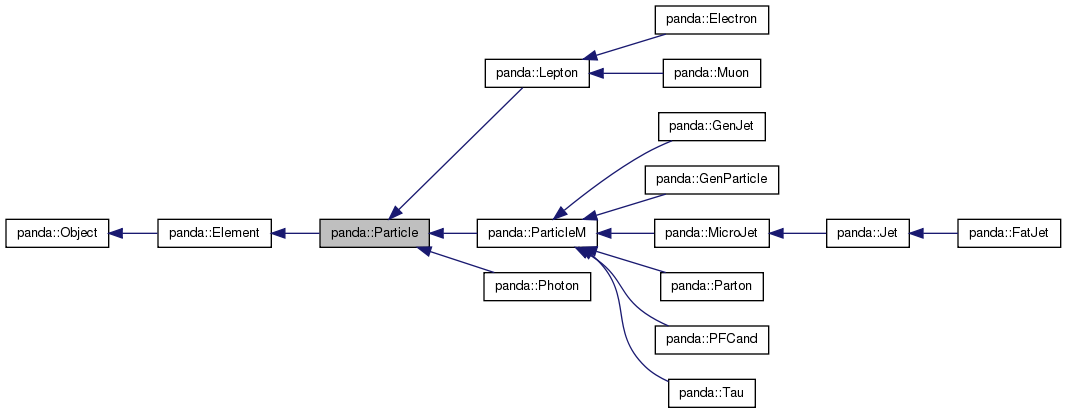 panda::Electron
panda::Lepton
panda::Muon
panda::GenJet
panda::GenParticle
panda::Object
panda::Element
panda::Particle
panda::ParticleM
panda::MicroJet
panda::Jet
panda::FatJet
panda::Photon
panda::Parton
panda::PFCand
panda::Tau